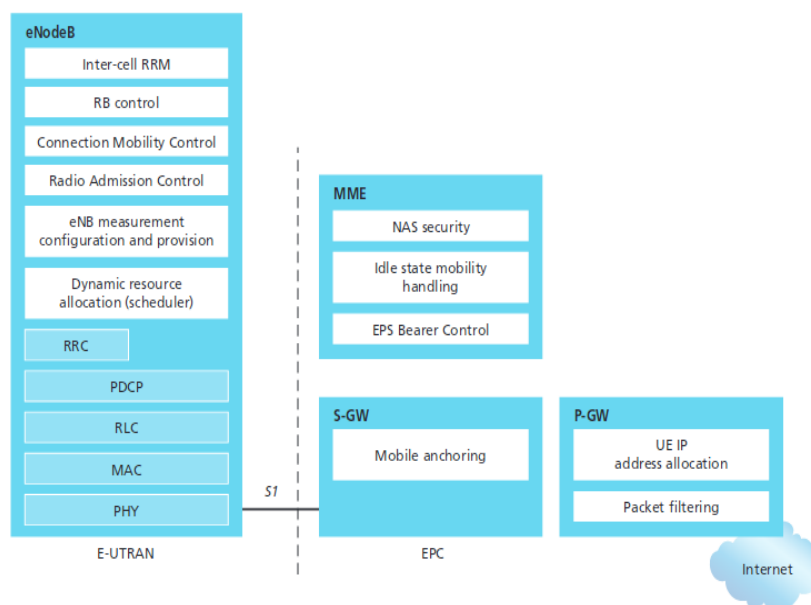 eNodeB
Inter-cell RRM
RB control
Connection Mobility Control
Radio Admission Control
eNB measurement
configuration and provision
Dynamic resource
allocation (scheduler)
RRC
PDCP
RLC
MAC
PHY
E-UTRAN
S1
MME
NAS security
Idle state mobility
handling
EPS Bearer Control
S-GW
Mobile anchoring
EPC
P-GW
UE IP
address allocation
Packet filtering
Internet